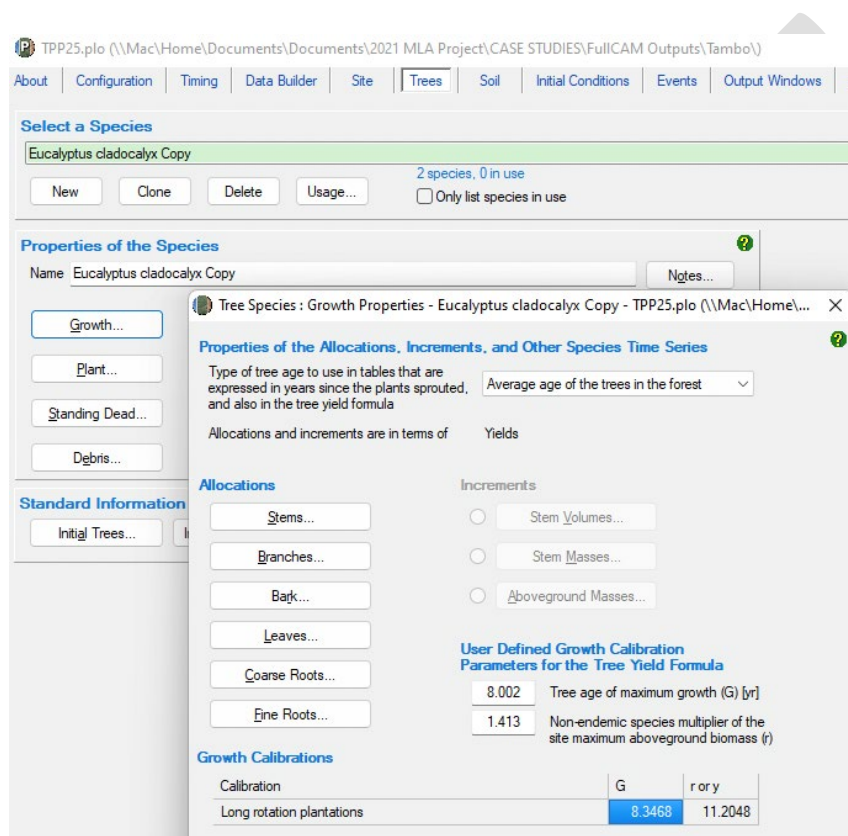 TPP25.plo (\\Mac\Home\Documents\Documents\2021 MLA Project\CASE STUDIES\FullCAM Outputs\Tambo\)
About Configuration Timing Data Builder Site Trees Soil Initial Conditions Events Output Windows
Select a Species
Eucalyptus cladocalyx Copy
2 species, 0 in use
New Clone Delete Usage... Only list species in use
Properties of the Species
Name Eucalyptus cladocalyx Copy Notes...
Growth...
Plant...
Standing Dead...
Debris...
Standard Information
Initial Trees...
Tree Species : Growth Properties - Eucalyptus cladocalyx Copy - TPP25.plo (\\Mac\Home\...
Properties of the Allocations, Increments, and Other Species Time Series
Type of tree age to use in tables that are
expressed in years since the plants sprouted,
and also in the tree yield formula
Average age of the trees in the forest
Allocations and increments are in terms of Yields
Allocations
Stems...
Branches...
Bark...
Leaves...
Coarse Roots...
Fine Roots...
Increments
Stem Volumes...
Stem Masses...
Aboveground Masses...
User Defined Growth Calibration
Parameters for the Tree Yield Formula
8.002 Tree age of maximum growth (G) [yr]
1.413 Non-endemic species multiplier of the
site maximum aboveground biomass (r)
Growth Calibrations
Calibration G r or y
Long rotation plantations 8.3468 11.2048